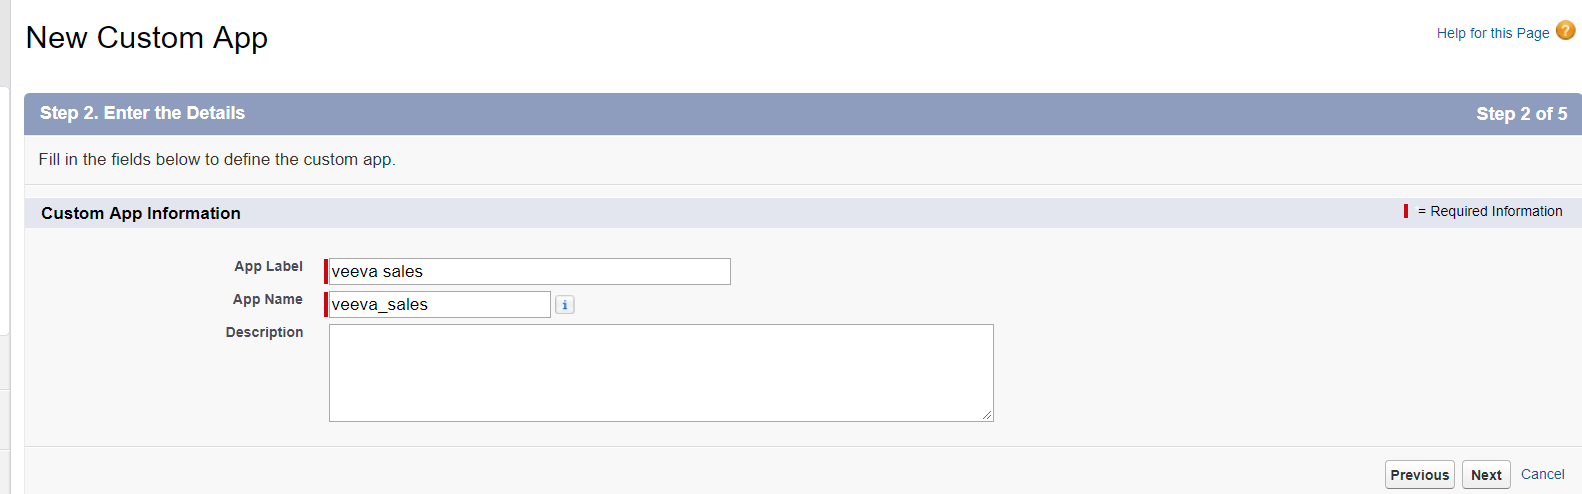 New Custom App
Help for this Page ?
Step 2. Enter the Details
Step 2 of 5
Fill in the fields below to define the custom app.
Custom App Information
= Required Information
App Label veeva sales
App Name veeva_sales i
Description
Previous Next Cancel